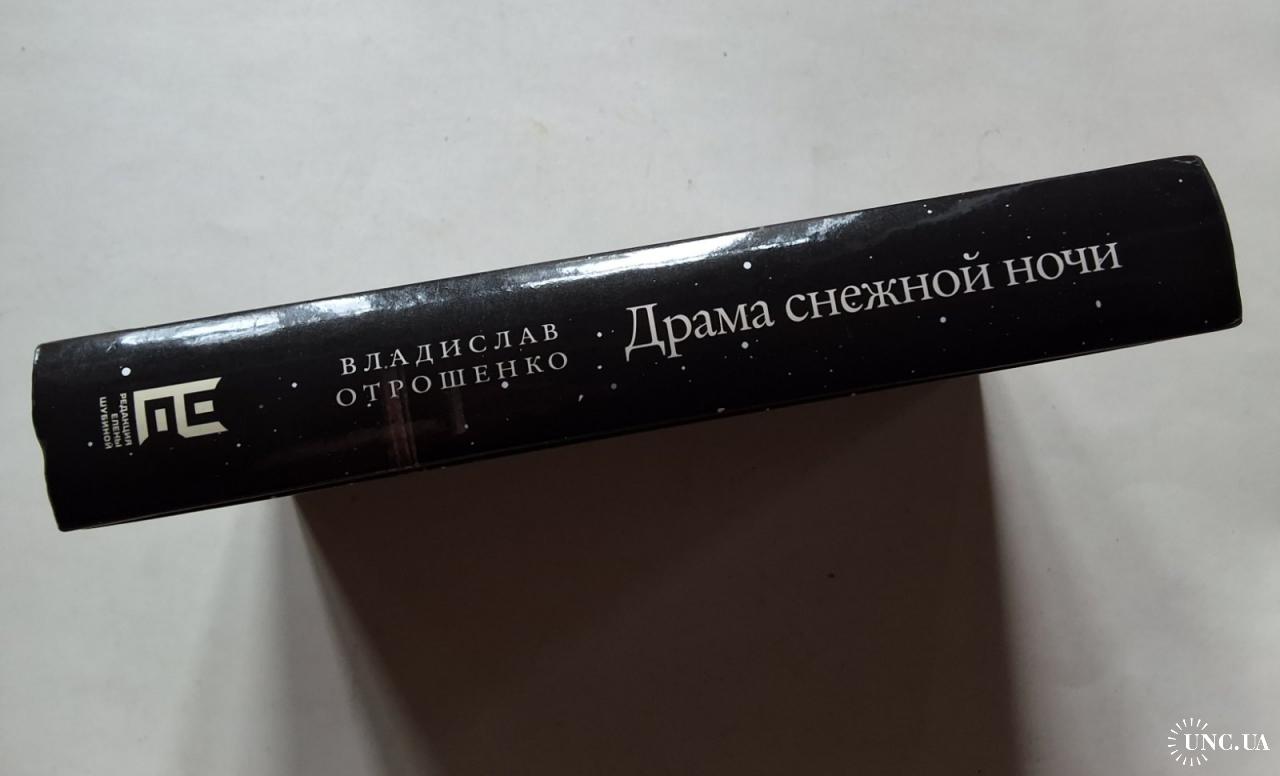 РЕДАКЦИЯ
ЕЛЕНЫ
ШУБИНОЙ
ВЛАДИСЛАВ
ОТРОШЕНКО
Драма снежной ночи
UNC.UA